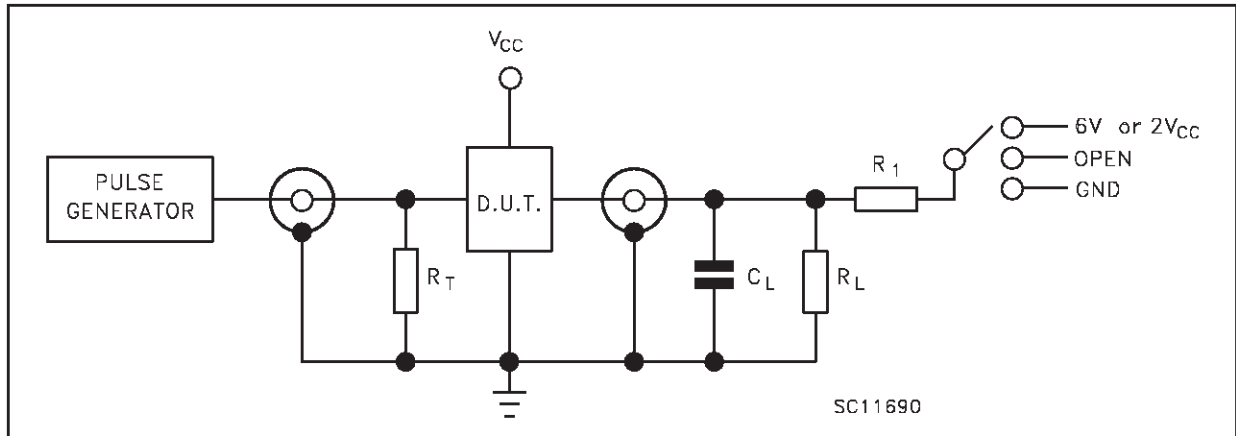 VCC
6V or 2VCC
PULSE
GENERATOR
R1
OPEN
GND
D.U.T.
RT
CL
RL
SC11690